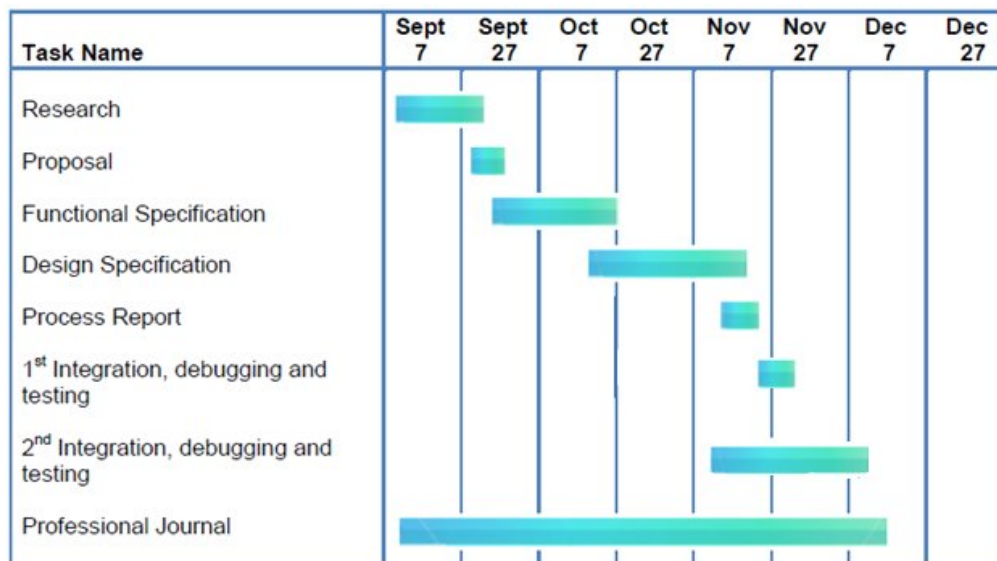 Task Name
Sept 7
Sept 27
Oct 7
Oct 27
Nov 7
Nov 27
Dec 7
Dec 27
Research
Proposal
Functional Specification
Design Specification
Process Report
1st Integration, debugging and
testing
2nd Integration, debugging and
testing
Professional Journal